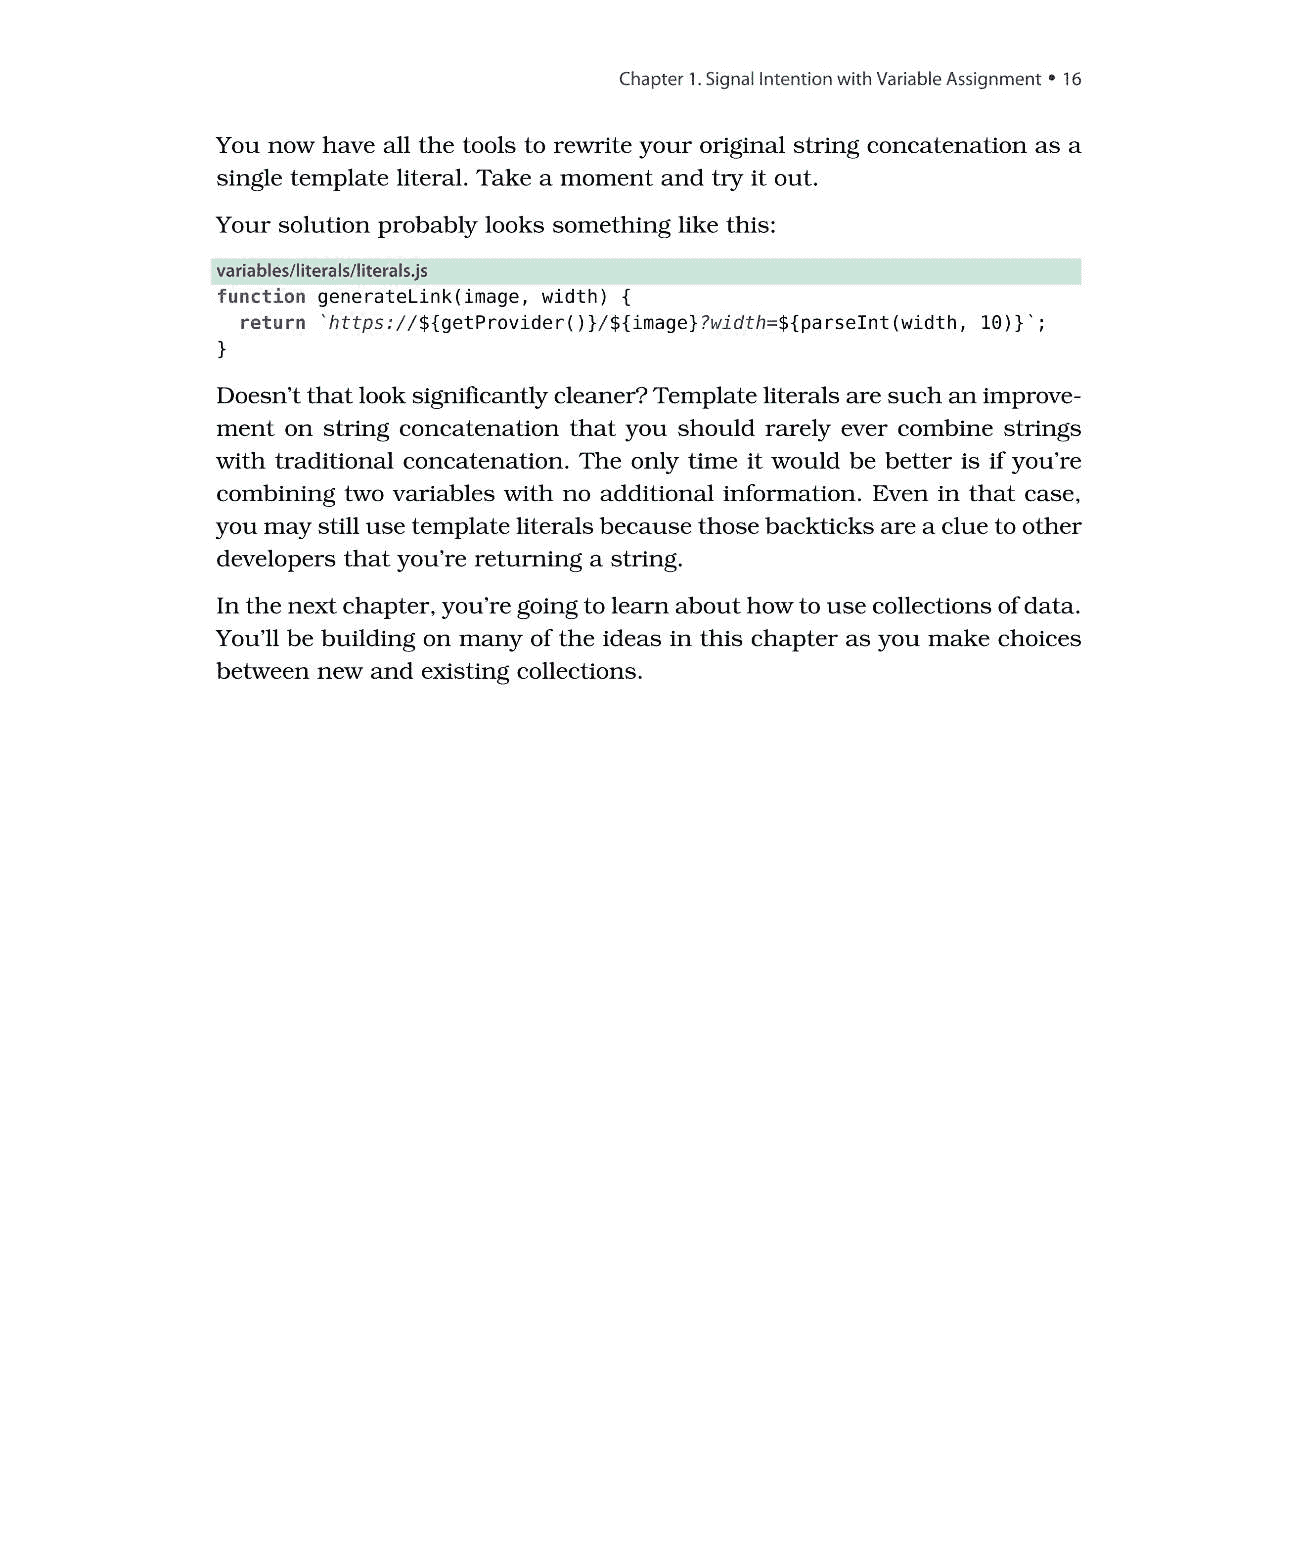 Chapter 1. Signal Intention with Variable Assignment • 16
You now have all the tools to rewrite your original string concatenation as a
single template literal. Take a moment and try it out.
Your solution probably looks something like this:
variables/literals/literals.js
function generateLink(image, width) {
  return `https://${getProvider()}/${image}?width=${parseInt(width, 10)}`;
}
Doesn’t that look significantly cleaner? Template literals are such an improve-
ment on string concatenation that you should rarely ever combine strings
with traditional concatenation. The only time it would be better is if you’re
combining two variables with no additional information. Even in that case,
you may still use template literals because those backticks are a clue to other
developers that you’re returning a string.
In the next chapter, you’re going to learn about how to use collections of data.
You’ll be building on many of the ideas in this chapter as you make choices
between new and existing collections.